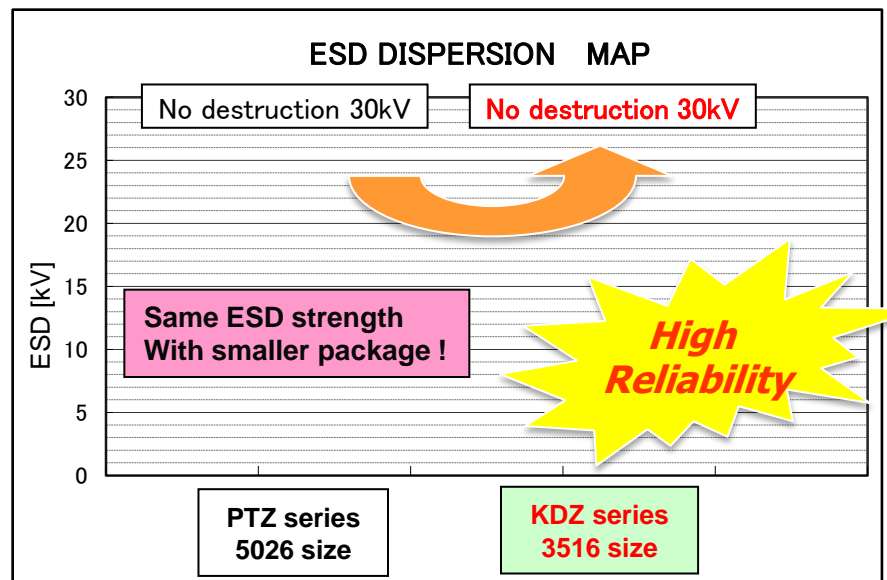 ESD DISPERSION MAP
30
25
20
15
10
5
0
ESD [kV]
No destruction 30kV
No destruction 30kV
Same ESD strength
With smaller package !
High
Reliability
PTZ series
5026 size
KDZ series
3516 size